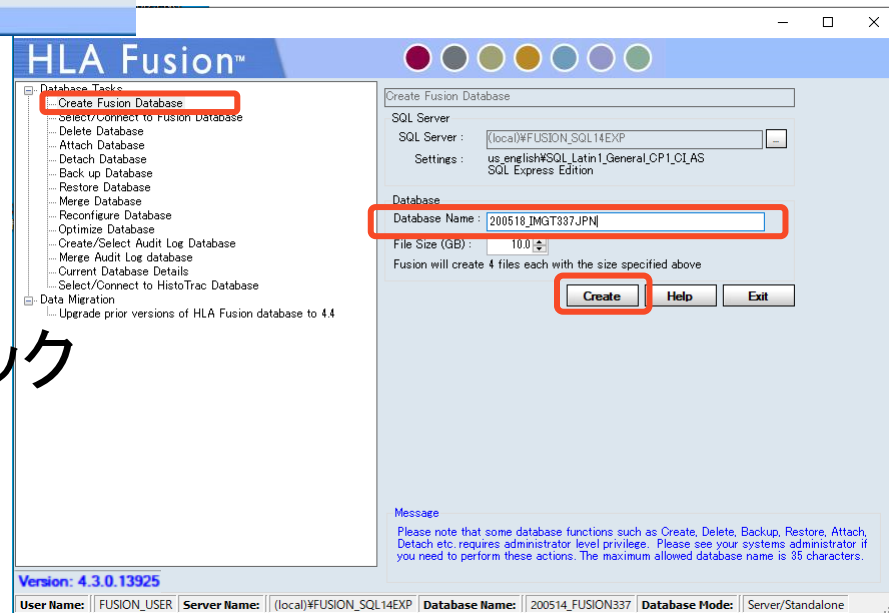 HLA Fusion™
Database Tasks
Create Fusion Database
Select/Connect to Fusion Database
Delete Database
Attach Database
Detach Database
Back up Database
Restore Database
Merge Database
Reconfigure Database
Optimize Database
Create/Select Audit Log Database
Merge Audit Log database
Current Database Details
Select/Connect to HistoTrac Database
Data Migration
Upgrade prior versions of HLA Fusion database to 4.4
ック
Create Fusion Database
SQL Server
SQL Server : (local)¥FUSION_SQL14EXP ...
Settings : us_english¥SQL_Latin1_General_CP1_CI_AS
SQL Express Edition
Database
Database Name : 200518_IMGT337JPN
File Size (GB) : 10.0
Fusion will create 4 files each with the size specified above
Create Help Exit
Message
Please note that some database functions such as Create, Delete, Backup, Restore, Attach,
Detach etc. requires administrator level privilege. Please see your systems administrator if
you need to perform these actions. The maximum allowed database name is 35 characters.
Version: 4.3.0.13925
User Name: FUSION_USER Server Name: (local)¥FUSION_SQL14EXP Database Name: 200514_FUSION337 Database Mode: Server/Standalone